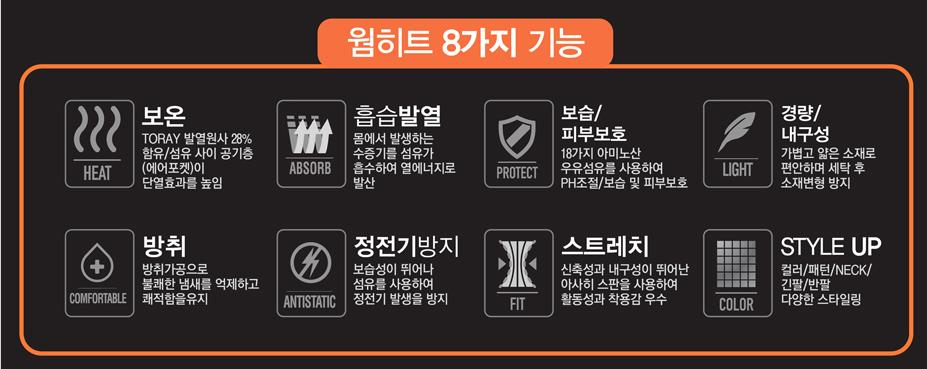 웜히트 8가지 기능
HEAT
보온
TORAY 발열원사 28%
함유/섬유 사이 공기층
(에어포켓)이
단열효과를 높임
ABSORB
흡습발열
몸에서 발생하는
수증기를 섬유가
흡수하여 열에너지로
발산
PROTECT
보습/
피부보호
18가지 아미노산
우유섬유를 사용하여
PH조절/보습 및 피부보호
LIGHT
경량/
내구성
가볍고 얇은 소재로
편안하며 세탁 후
소재변형 방지
COMFORTABLE
방취
방취가공으로
불쾌한 냄새를 억제하고
쾌적함을유지
ANTISTATIC
정전기방지
보습성이 뛰어나
섬유를 사용하여
정전기 발생을 방지
FIT
스트레치
신축성과 내구성이 뛰어난
아사히 스판을 사용하여
활동성과 착용감 우수
COLOR
STYLE UP
컬러/패턴/NECK/
긴팔/반팔
다양한 스타일링